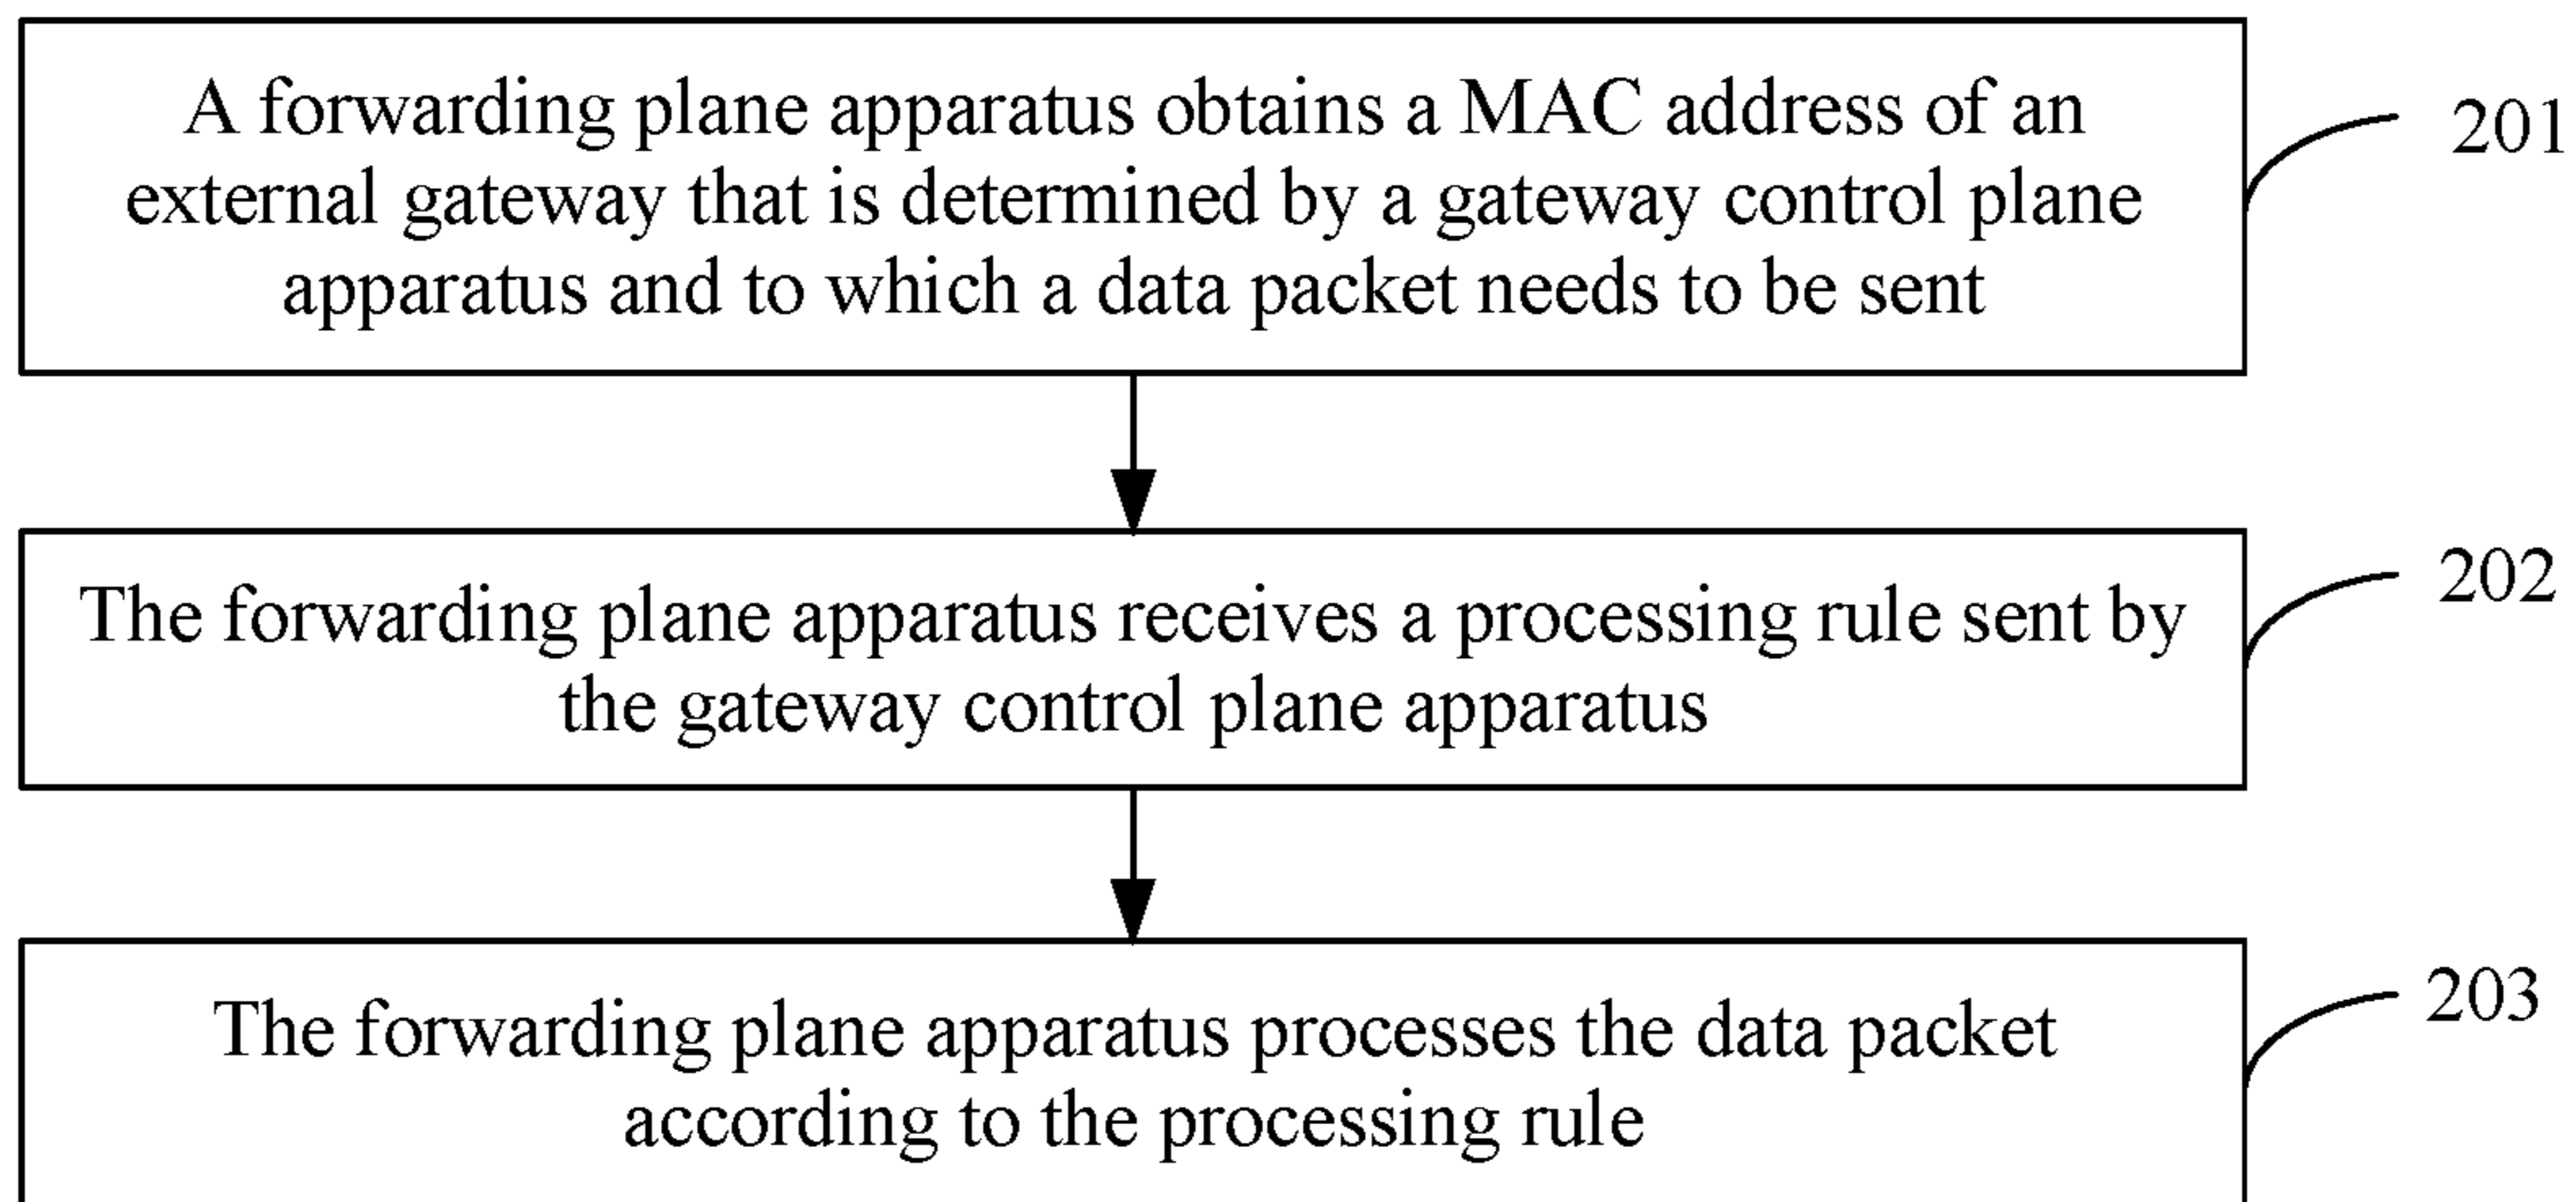 A forwarding plane apparatus obtains a MAC address of an
external gateway that is determined by a gateway control plane
apparatus and to which a data packet needs to be sent
201
The forwarding plane apparatus receives a processing rule sent by
the gateway control plane apparatus
202
The forwarding plane apparatus processes the data packet
according to the processing rule
203